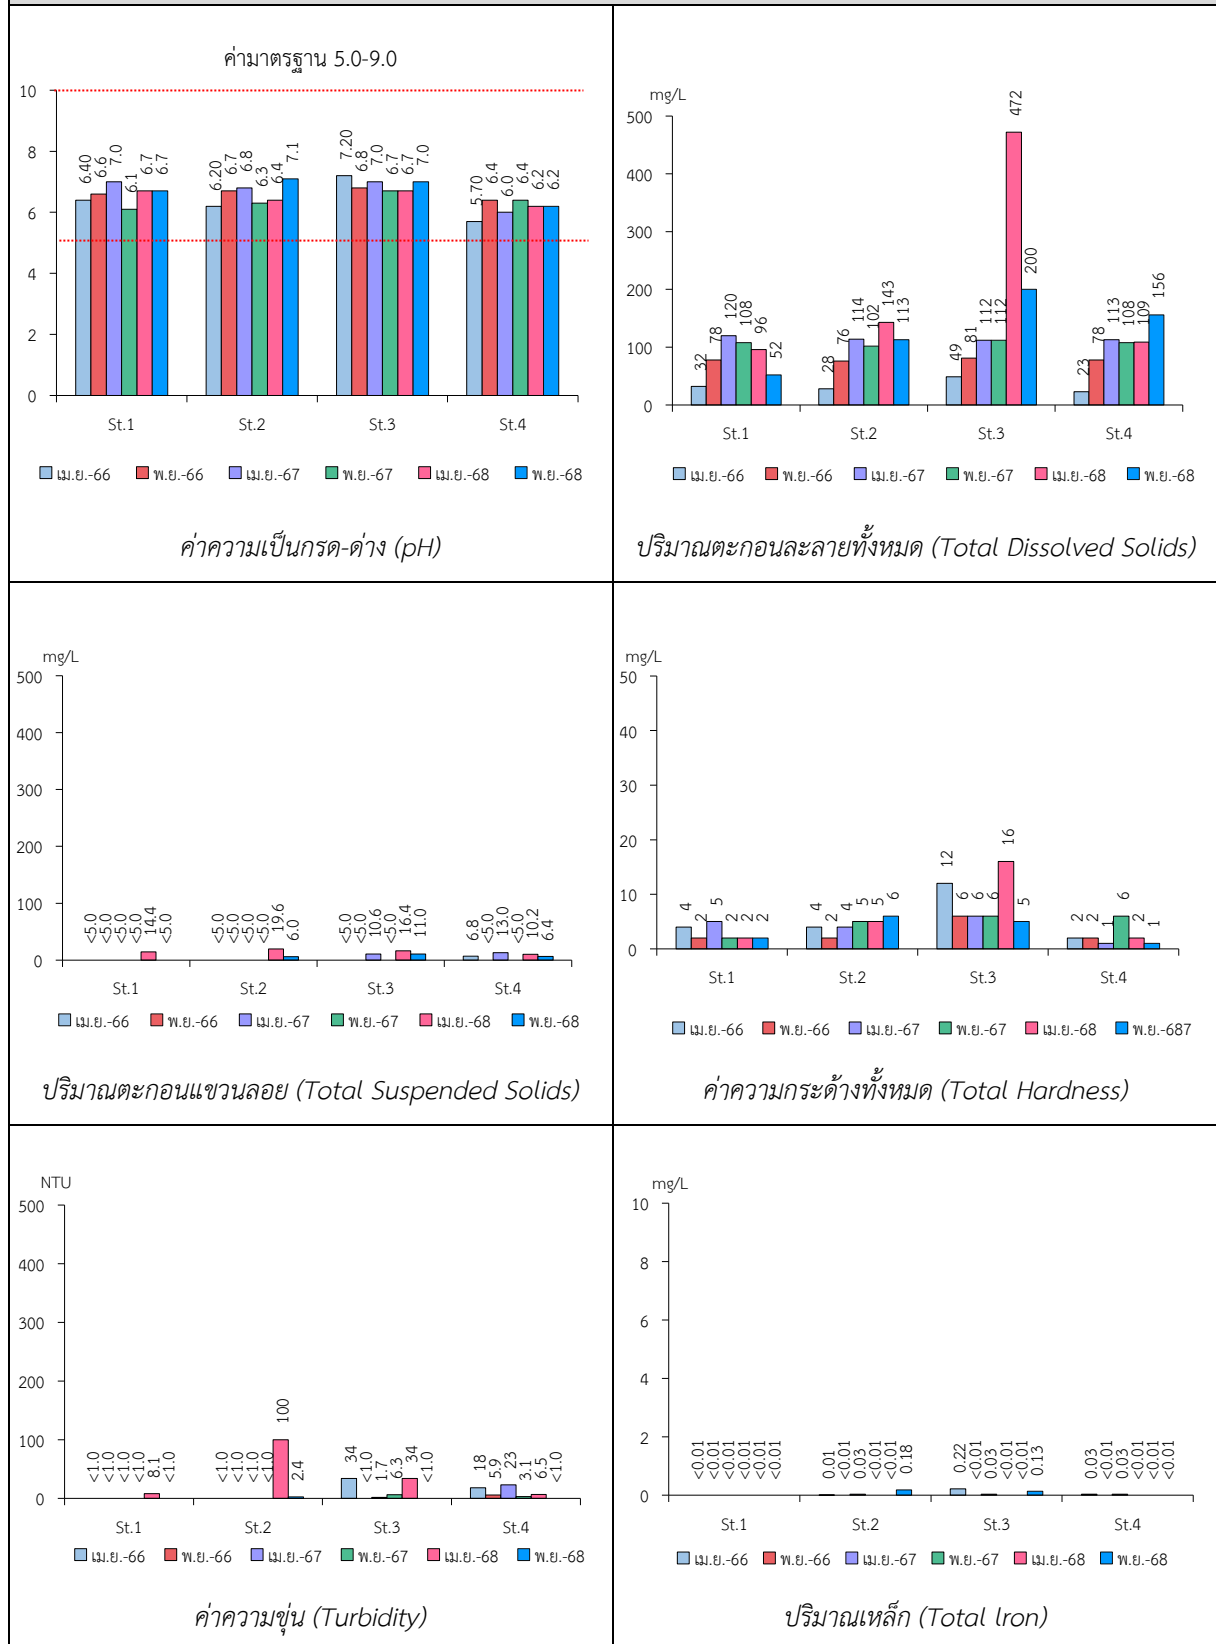 ค่ามาตรฐาน 5.0-9.0
10
8
6
4
2
0
6.40 6.6 7.0 6.1 6.7 6.7
6.20 6.7 6.8 6.3 6.4 7.1
7.20 6.8 7.0 6.7 6.7 7.0
5.70 6.4 6.0 6.4 6.2 6.2
St.1 St.2 St.3 St.4
เม.ย.-66 พ.ย.-66 เม.ย.-67 พ.ย.-67 เม.ย.-68 พ.ย.-68
ค่าความเป็นกรด-ด่าง (pH)
mg/L
500
400
300
200
100
0
32 78 120 108 96 52
28 76 114 102 143 113
49 81 112 112 472 200
23 78 113 108 109 156
St.1 St.2 St.3 St.4
เม.ย.-66 พ.ย.-66 เม.ย.-67 พ.ย.-67 เม.ย.-68 พ.ย.-68
ปริมาณตะกอนละลายทั้งหมด (Total Dissolved Solids)
mg/L
500
400
300
200
100
0
<5.0 <5.0 <5.0 <5.0 14.4 <5.0
<5.0 <5.0 <5.0 <5.0 19.6 6.0
<5.0 <5.0 10.6 <5.0 16.4 11.0
6.8 <5.0 13.0 <5.0 10.2 6.4
St.1 St.2 St.3 St.4
เม.ย.-66 พ.ย.-66 เม.ย.-67 พ.ย.-67 เม.ย.-68 พ.ย.-68
ปริมาณตะกอนแขวนลอย (Total Suspended Solids)
mg/L
50
40
30
20
10
0
4 2 5 2 2 2
4 2 4 5 5 6
12 6 6 6 16 5
2 2 1 6 2 1
St.1 St.2 St.3 St.4
เม.ย.-66 พ.ย.-66 เม.ย.-67 พ.ย.-67 เม.ย.-68 พ.ย.-687
ค่าความกระด้างทั้งหมด (Total Hardness)
NTU
500
400
300
200
100
0
<1.0 <1.0 <1.0 <1.0 8.1 <1.0
<1.0 <1.0 <1.0 <1.0 100 2.4
34 <1.0 1.7 6.3 34 <1.0
18 5.9 23 3.1 6.5 <1.0
St.1 St.2 St.3 St.4
เม.ย.-66 พ.ย.-66 เม.ย.-67 พ.ย.-67 เม.ย.-68 พ.ย.-68
ค่าความขุ่น (Turbidity)
mg/L
10
8
6
4
2
0
<0.01 <0.01 <0.01 <0.01 <0.01 <0.01
0.01 <0.01 0.03 <0.01 <0.01 0.18
0.22 <0.01 0.03 <0.01 <0.01 0.13
0.03 <0.01 0.03 <0.01 <0.01 <0.01
St.1 St.2 St.3 St.4
เม.ย.-66 พ.ย.-66 เม.ย.-67 พ.ย.-67 เม.ย.-68 พ.ย.-68
ปริมาณเหล็ก (Total lron)